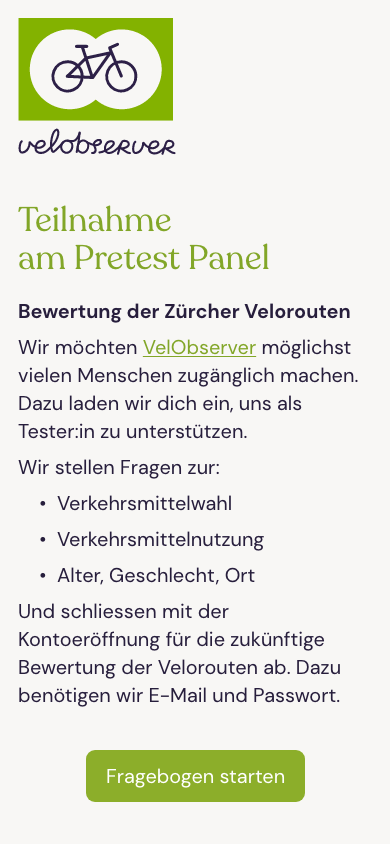 velobserver
Teilnahme
am Pretest Panel
Bewertung der Zürcher Velorouten
Wir möchten VelObserver möglichst
vielen Menschen zugänglich machen.
Dazu laden wir dich ein, uns als
Tester:in zu unterstützen.
Wir stellen Fragen zur:
• Verkehrsmittelwahl
• Verkehrsmittelnutzung
• Alter, Geschlecht, Ort
Und schliessen mit der
Kontoeröffnung für die zukünftige
Bewertung der Velorouten ab. Dazu
benötigen wir E-Mail und Passwort.
Fragebogen starten